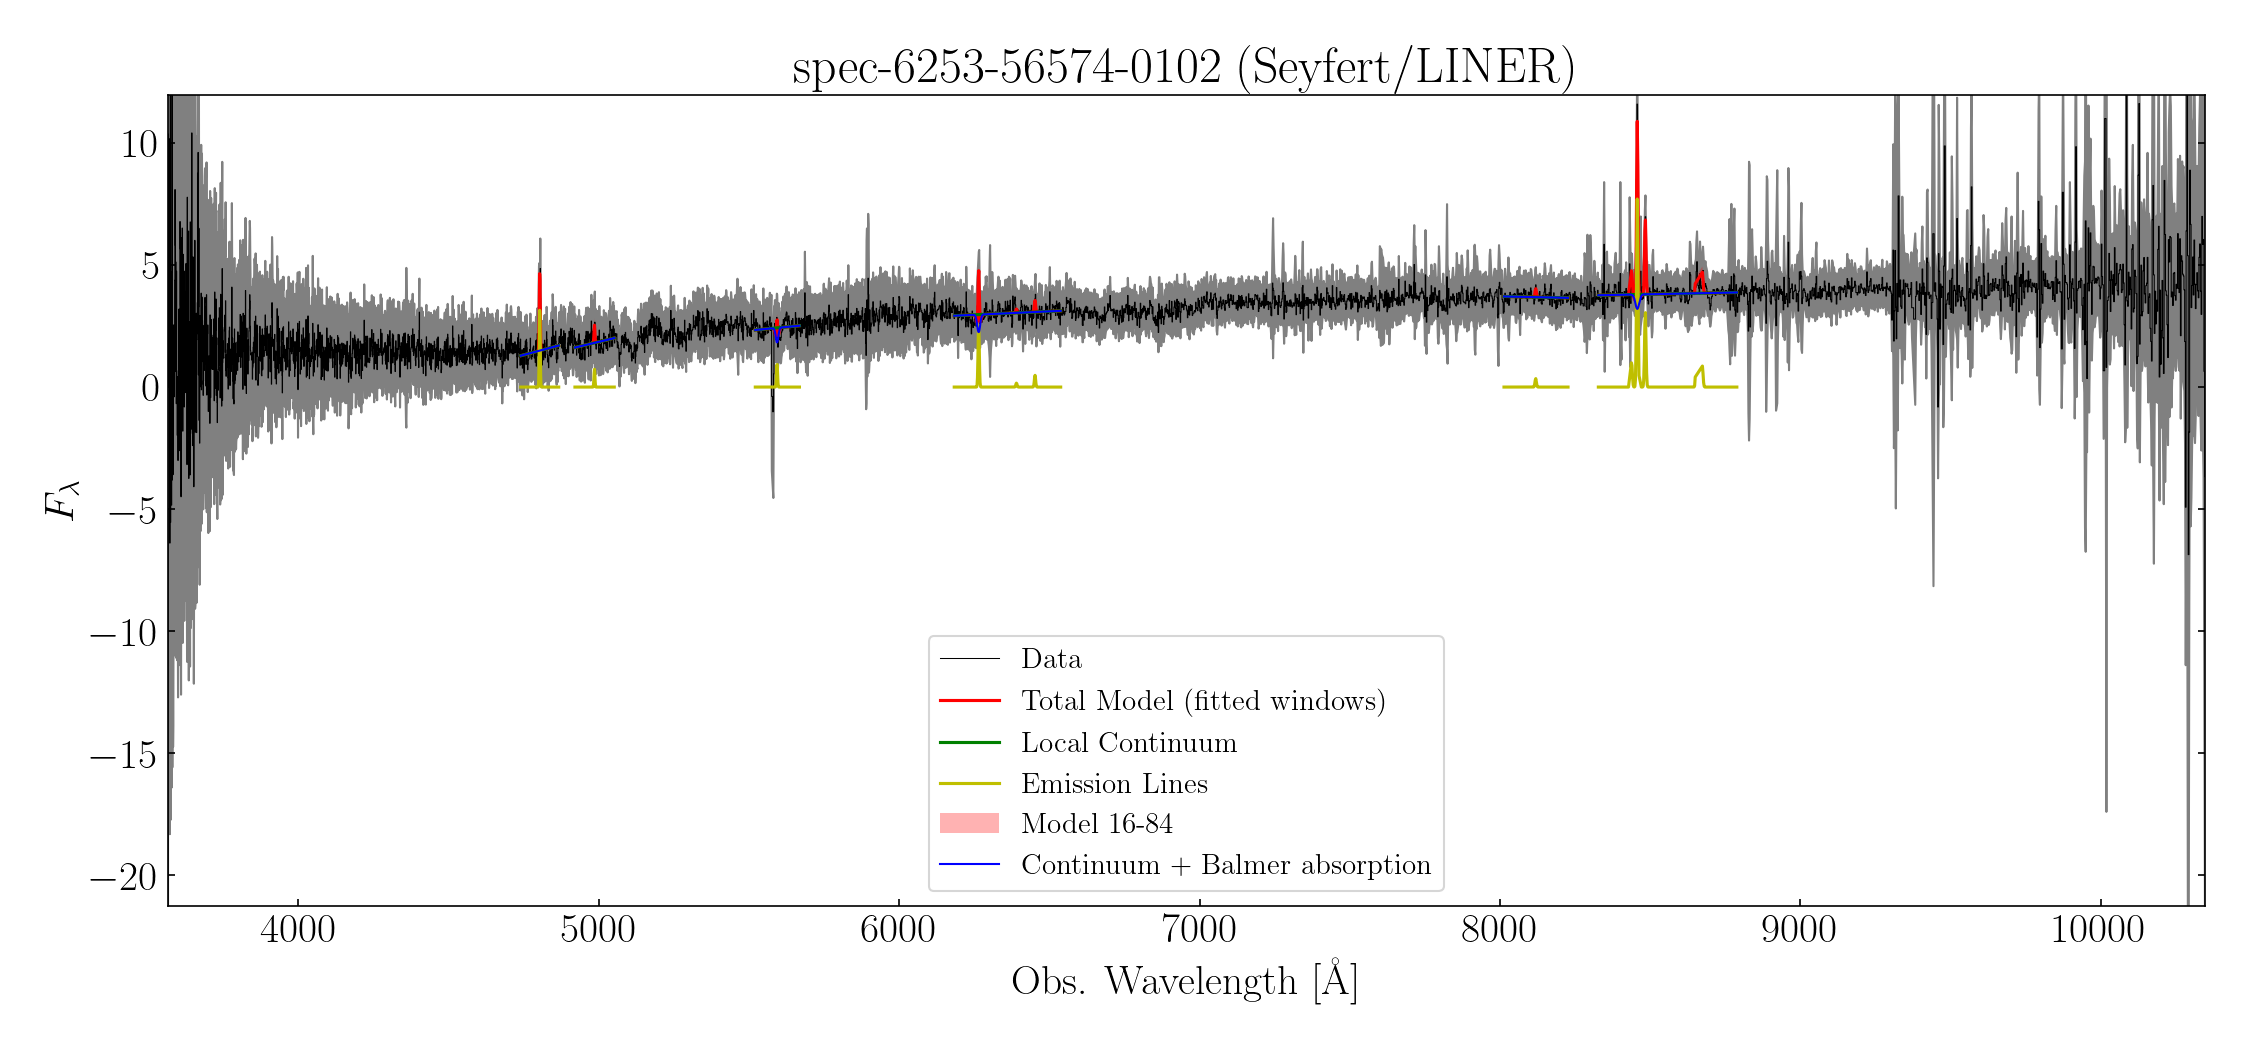 spec-6253-56574-0102 (Seyfert/LINER)
10
5
0
−5
−10
−15
−20
F_λ
Data
Total Model (fitted windows)
Local Continuum
Emission Lines
Model 16-84
Continuum + Balmer absorption
4000 5000 6000 7000 8000 9000 10000
Obs. Wavelength [Å]